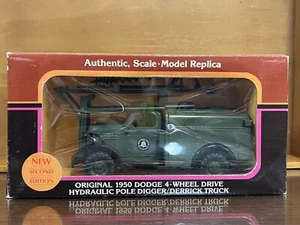 Authentic, Scale-Model Replica
NEW
SECOND
EDITION
ORIGINAL 1950 DODGE 4-WHEEL DRIVE
HYDRAULIC POLE DIGGER/DERRICK TRUCK